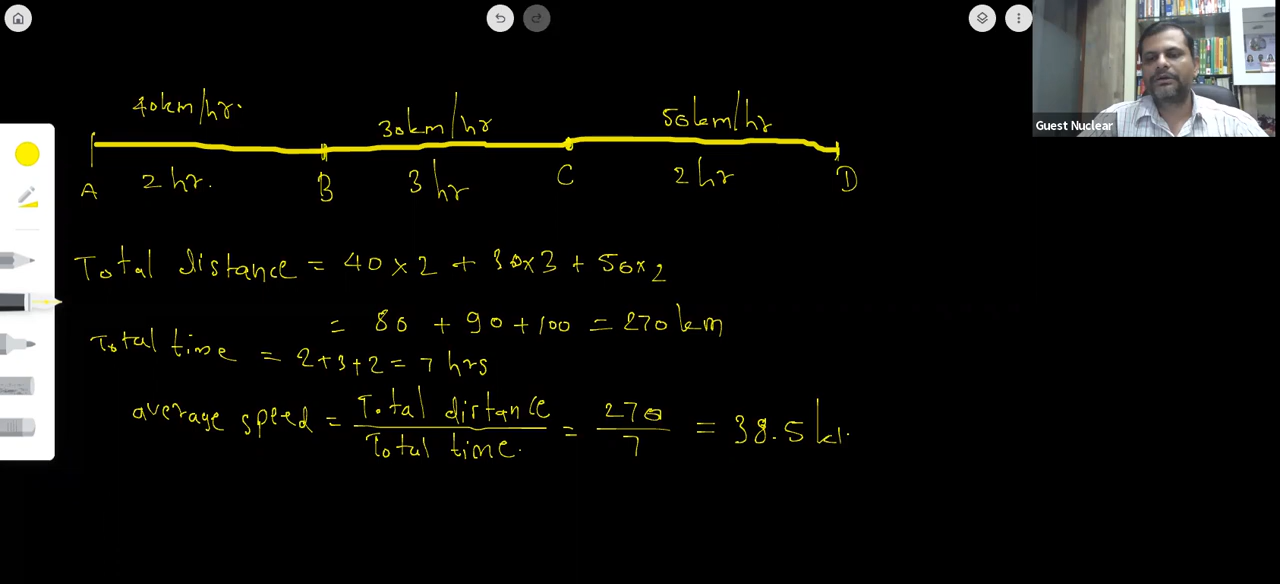 40km/hr.
30km/hr
50km/hr
A
2 hr.
B
3 hr
C
2 hr
D
Total distance = 40 × 2 + 30×3 + 50×2
= 80 + 90 + 100 = 270 km
Total time = 2+3+2 = 7 hrs
average speed = Total distance / Total time. = 270 / 7 = 38.5 k
Guest Nuclear